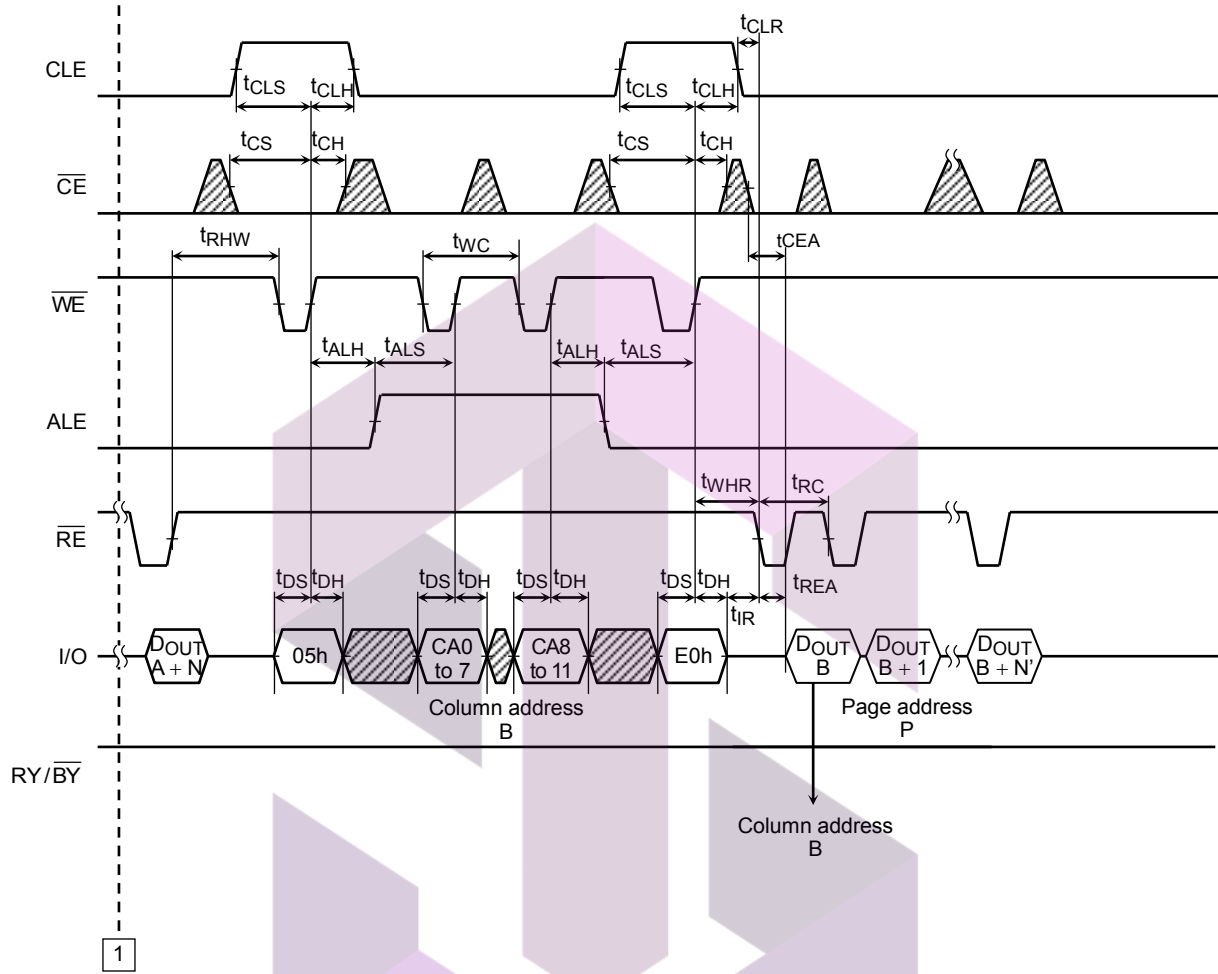 tCLR
CLE
tCLS
tCLH
tCLS
tCLH
tCS
tCH
tCS
tCH
CE
tRHW
tWC
tCEA
WE
tALH
tALS
tALH
tALS
ALE
tWHR
tRC
RE
tDS
tDH
tDS
tDH
tDS
tDH
tDS
tDH
tIR
tREA
I/O
DOUT
A + N
05h
CA0
to 7
CA8
to 11
E0h
DOUT
B
DOUT
B + 1
DOUT
B + N’
Column address
B
Page address
P
RY/BY
Column address
B
1